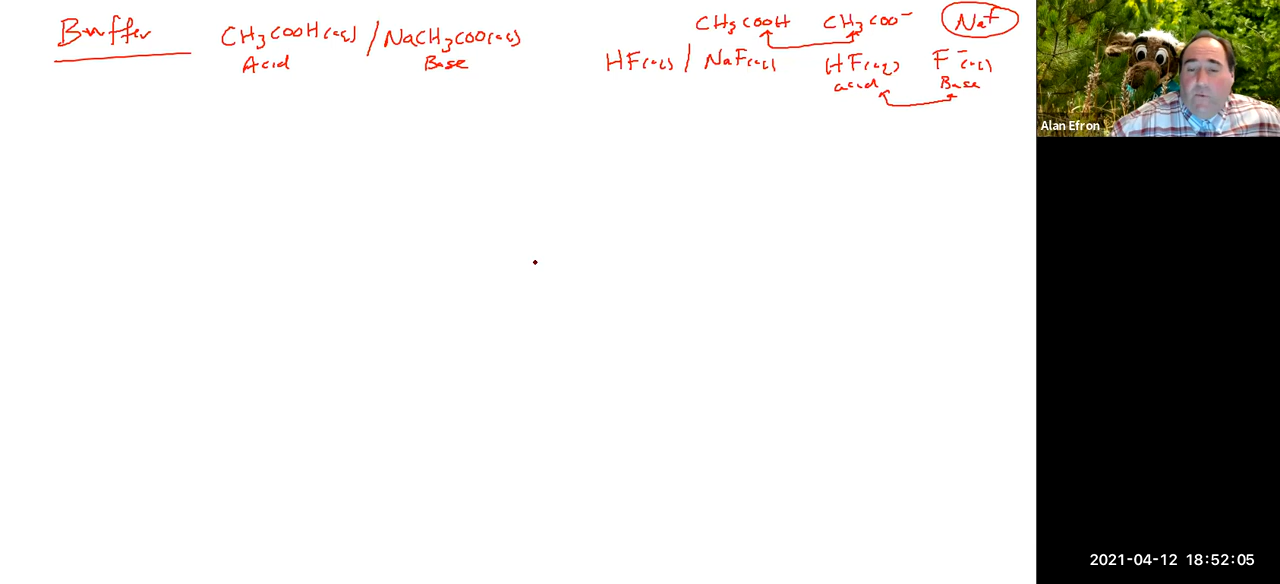 Buffer CH3COOH(aq) / NaCH3COO(aq)
Acid Base
CH3COOH CH3COO⁻ Na⁺
HF(aq) / NaF(aq) HF(aq) F⁻(aq)
acid Base
Alan Efron
2021-04-12 18:52:05